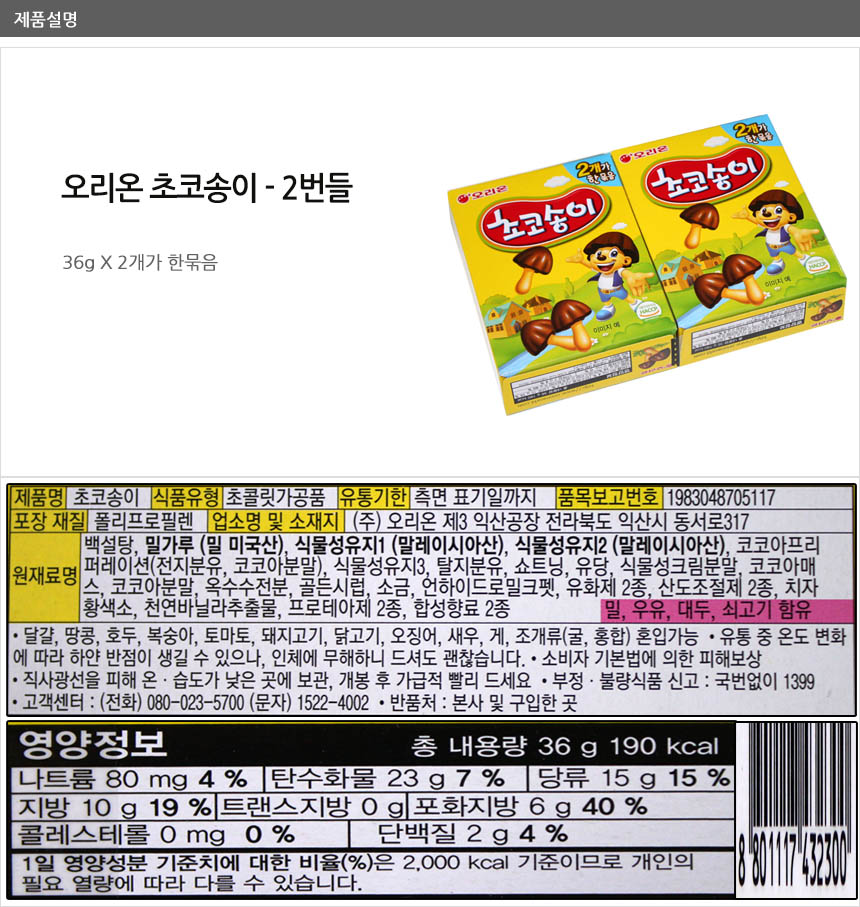 제품설명
오리온 초코송이 - 2번들
36g X 2개가 한묶음
2개가
한묶음
오리온
초코송이
이미지 예
HACCP
2개가
한묶음
오리온
초코송이
이미지 예
HACCP
제품명 초코송이 식품유형 초콜릿가공품 유통기한 측면 표기일까지 품목보고번호 1983048705117
포장 재질 폴리프로필렌 업소명 및 소재지 (주) 오리온 제3 익산공장 전라북도 익산시 동서로317
원재료명
백설탕, 밀가루 (밀 미국산), 식물성유지1 (말레이시아산), 식물성유지2 (말레이시아산), 코코아프리
퍼레이션(전지분유, 코코아분말), 식물성유지3, 탈지분유, 쇼트닝, 유당, 식물성크림분말, 코코아매
스, 코코아분말, 옥수수전분, 골든시럽, 소금, 언하이드로밀크펫, 유화제 2종, 산도조절제 2종, 치자
황색소, 천연바닐라추출물, 프로테아제 2종, 합성향료 2종 밀, 우유, 대두, 쇠고기 함유
• 달걀, 땅콩, 호두, 복숭아, 토마토, 돼지고기, 닭고기, 오징어, 새우, 게, 조개류(굴, 홍합) 혼입가능 • 유통 중 온도 변화
에 따라 하얀 반점이 생길 수 있으나, 인체에 무해하니 드셔도 괜찮습니다. • 소비자 기본법에 의한 피해보상
• 직사광선을 피해 온 · 습도가 낮은 곳에 보관, 개봉 후 가급적 빨리 드세요 • 부정 · 불량식품 신고 : 국번없이 1399
• 고객센터 : (전화) 080-023-5700 (문자) 1522-4002 • 반품처 : 본사 및 구입한 곳
영양정보 총 내용량 36 g 190 kcal
나트륨 80 mg 4 % 탄수화물 23 g 7 % 당류 15 g 15 %
지방 10 g 19 % 트랜스지방 0 g 포화지방 6 g 40 %
콜레스테롤 0 mg 0 % 단백질 2 g 4 %
1일 영양성분 기준치에 대한 비율(%)은 2,000 kcal 기준이므로 개인의
필요 열량에 따라 다를 수 있습니다.
8 801117 432300